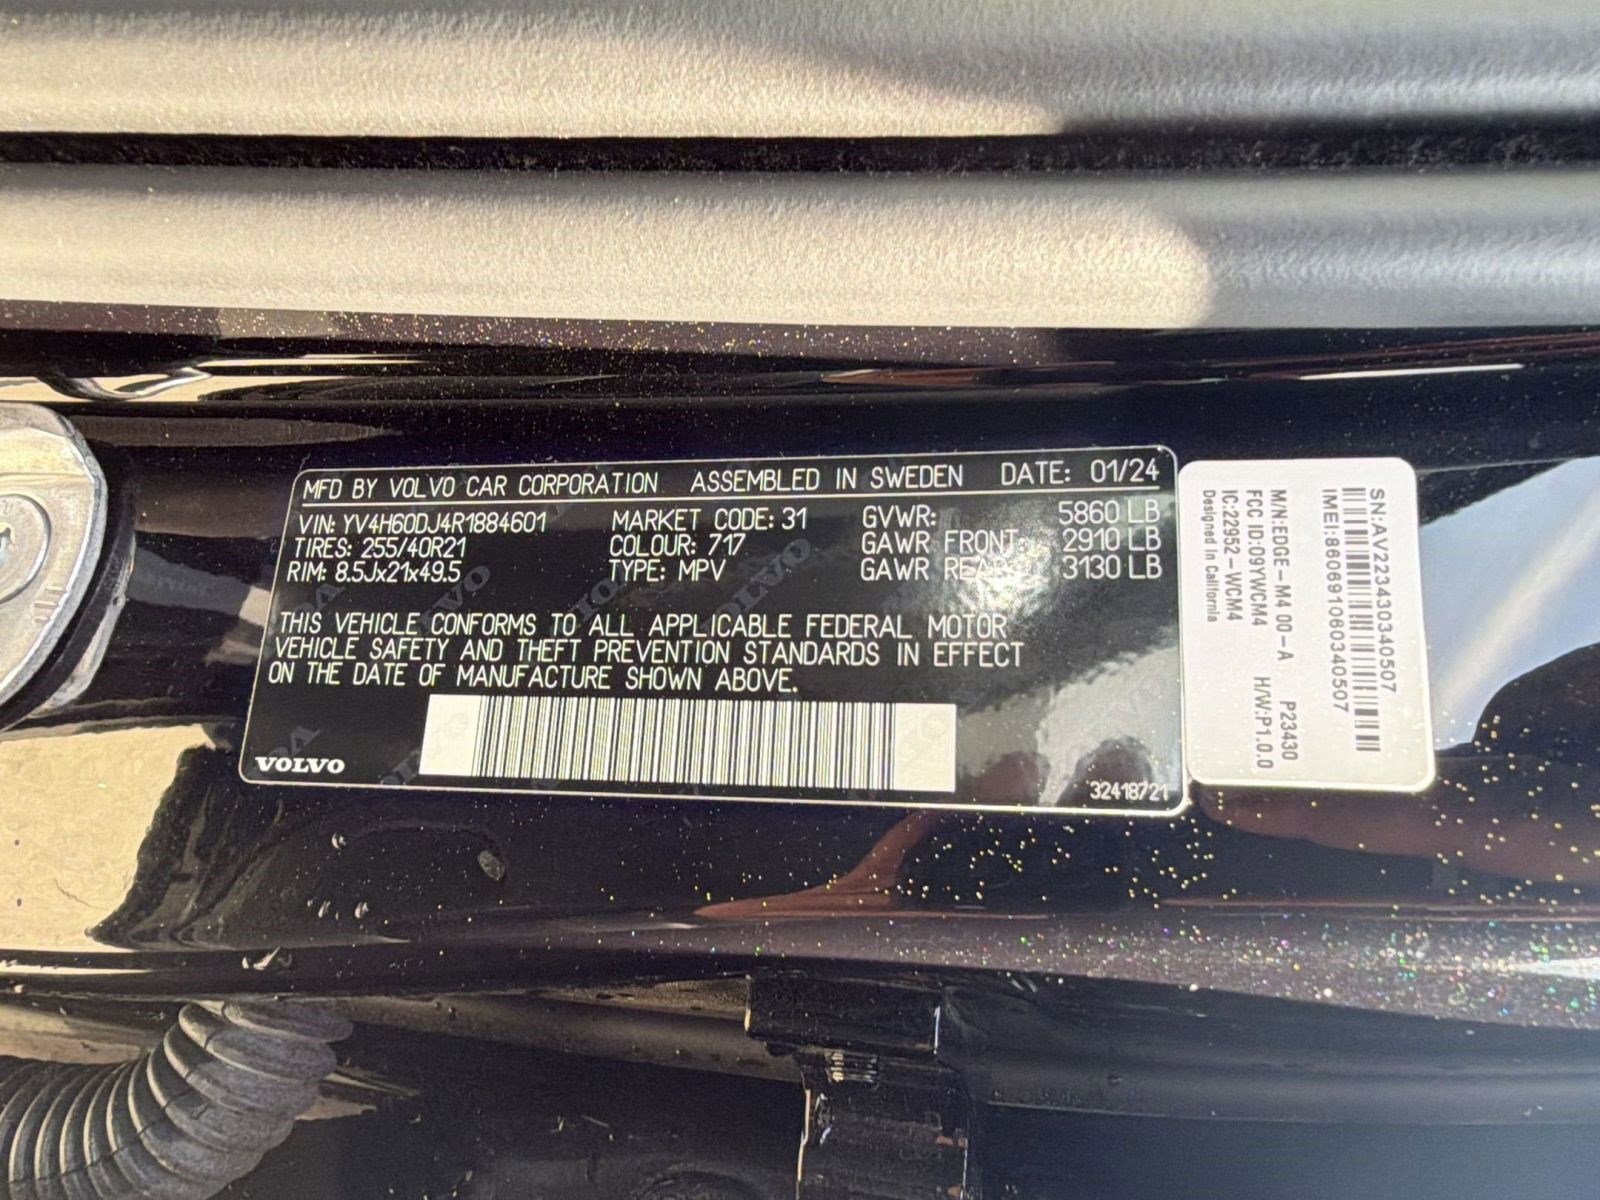 MFD BY VOLVO CAR CORPORATION ASSEMBLED IN SWEDEN DATE: 01/24
VIN: YV4H60DJ4R1884601 MARKET CODE: 31 GVWR: 5860 LB
TIRES: 255/40R21 COLOUR: 717 GAWR FRONT: 2910 LB
RIM: 8.5Jx21x49.5 TYPE: MPV GAWR REAR: 3130 LB
THIS VEHICLE CONFORMS TO ALL APPLICABLE FEDERAL MOTOR
VEHICLE SAFETY AND THEFT PREVENTION STANDARDS IN EFFECT
ON THE DATE OF MANUFACTURE SHOWN ABOVE.
VOLVO
32418721
SN:AV223430340507
IMEI:860691060340507
M/N:EDGE-M4 00-A P23430
FCC ID:09YWCM4 H/W:P1.0.0
IC:22952-WCM4
Designed in California